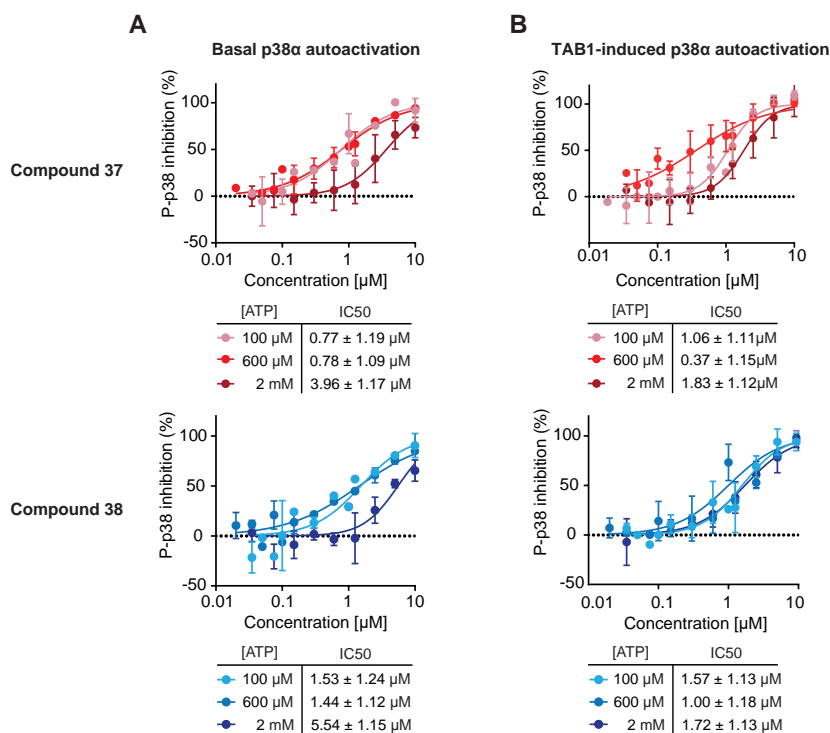 A
Basal p38α autoactivation
B
TAB1-induced p38α autoactivation
Compound 37
P-p38 inhibition (%)
100
50
0
-50
0.01 0.1 1 10
Concentration [µM]
[ATP] IC50
100 µM 0.77 ± 1.19 µM
600 µM 0.78 ± 1.09 µM
2 mM 3.96 ± 1.17 µM
P-p38 inhibition (%)
100
50
0
-50
0.01 0.1 1 10
Concentration [µM]
[ATP] IC50
100 µM 1.06 ± 1.11µM
600 µM 0.37 ± 1.15µM
2 mM 1.83 ± 1.12µM
Compound 38
P-p38 inhibition (%)
100
50
0
-50
0.01 0.1 1 10
Concentration [µM]
[ATP] IC50
100 µM 1.53 ± 1.24 µM
600 µM 1.44 ± 1.12 µM
2 mM 5.54 ± 1.15 µM
P-p38 inhibition (%)
100
50
0
-50
0.01 0.1 1 10
Concentration [µM]
[ATP] IC50
100 µM 1.57 ± 1.13 µM
600 µM 1.00 ± 1.18 µM
2 mM 1.72 ± 1.13 µM